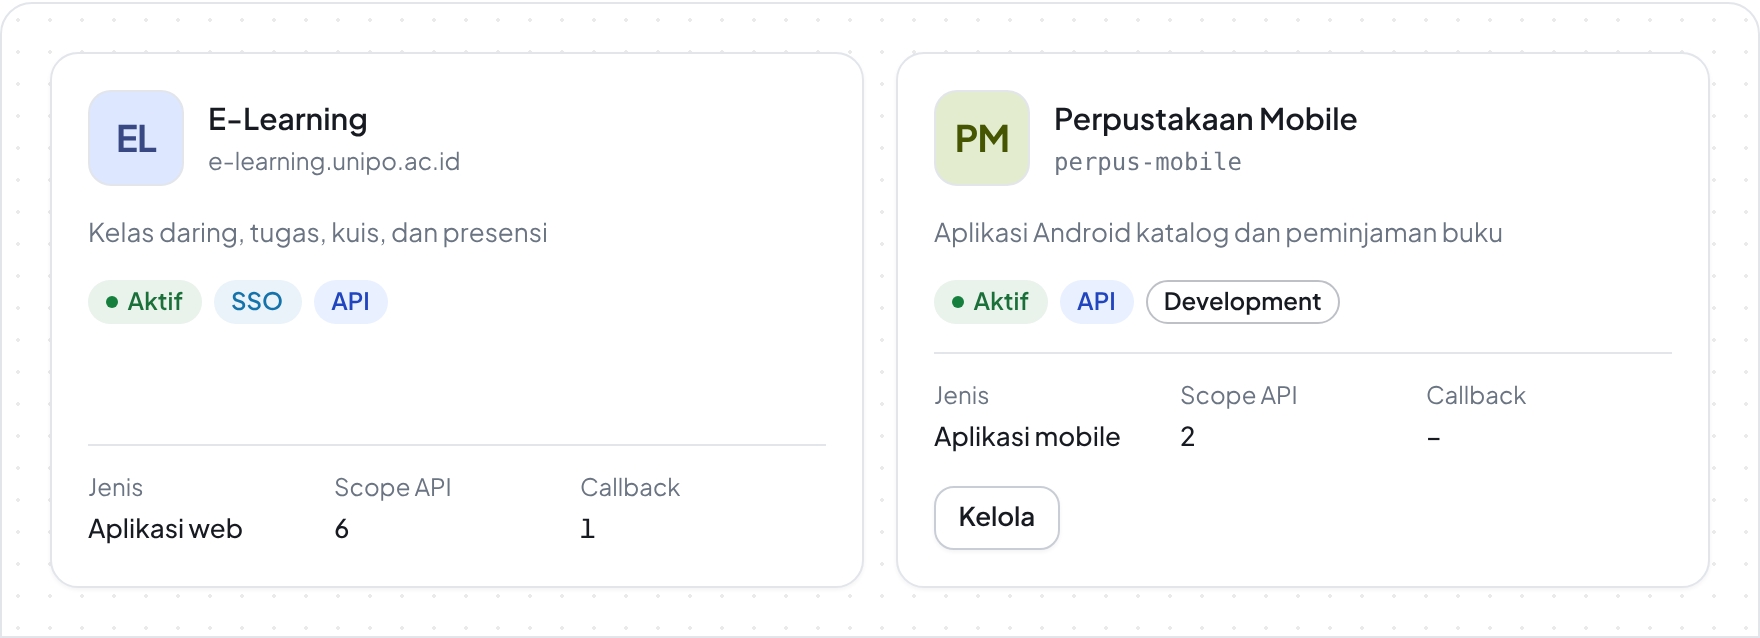 EL
E-Learning
e-learning.unipo.ac.id
Kelas daring, tugas, kuis, dan presensi
Aktif SSO API
Jenis Scope API Callback
Aplikasi web 6 1
PM
Perpustakaan Mobile
perpus-mobile
Aplikasi Android katalog dan peminjaman buku
Aktif API Development
Jenis Scope API Callback
Aplikasi mobile 2 –
Kelola